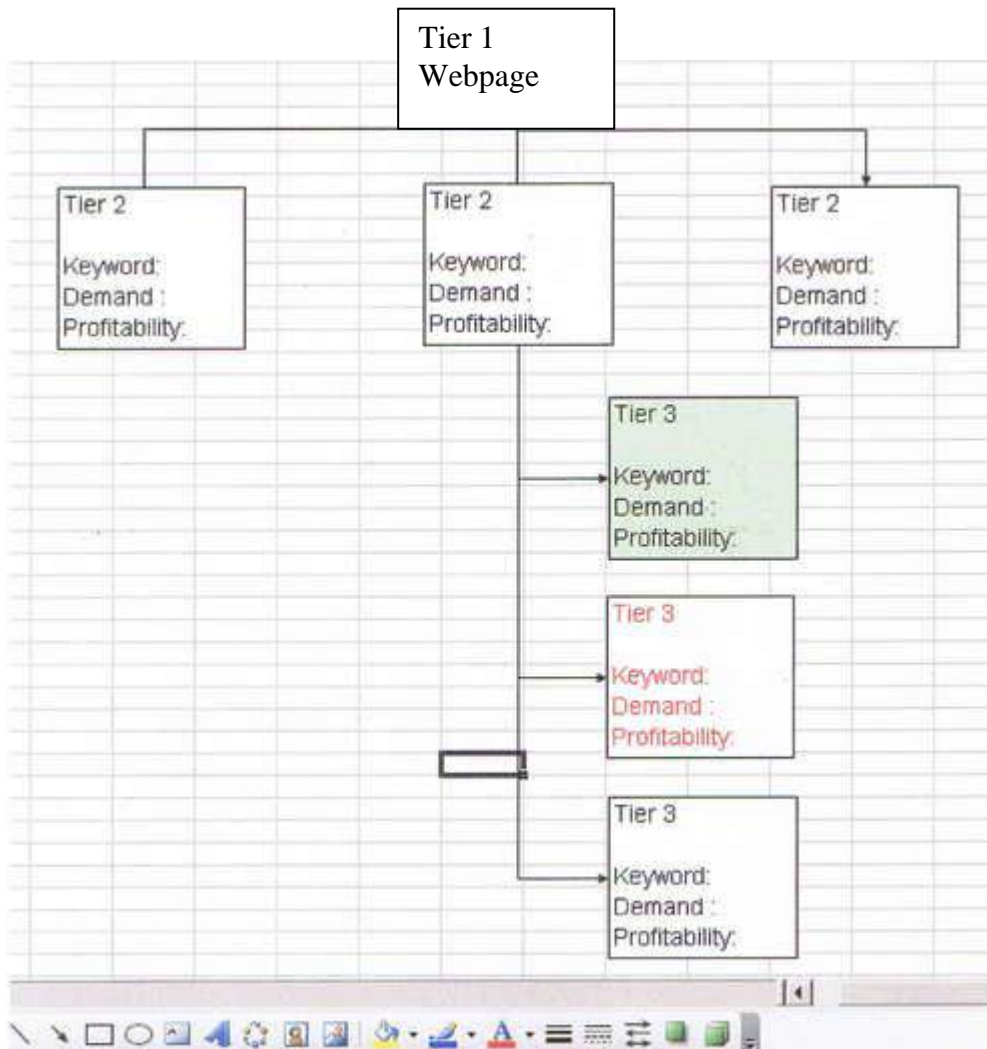 Tier 1
Webpage
Tier 2
Keyword:
Demand :
Profitability:
Tier 2
Keyword:
Demand :
Profitability:
Tier 2
Keyword:
Demand :
Profitability:
Tier 3
Keyword:
Demand :
Profitability:
Tier 3
Keyword:
Demand :
Profitability:
Tier 3
Keyword:
Demand :
Profitability: